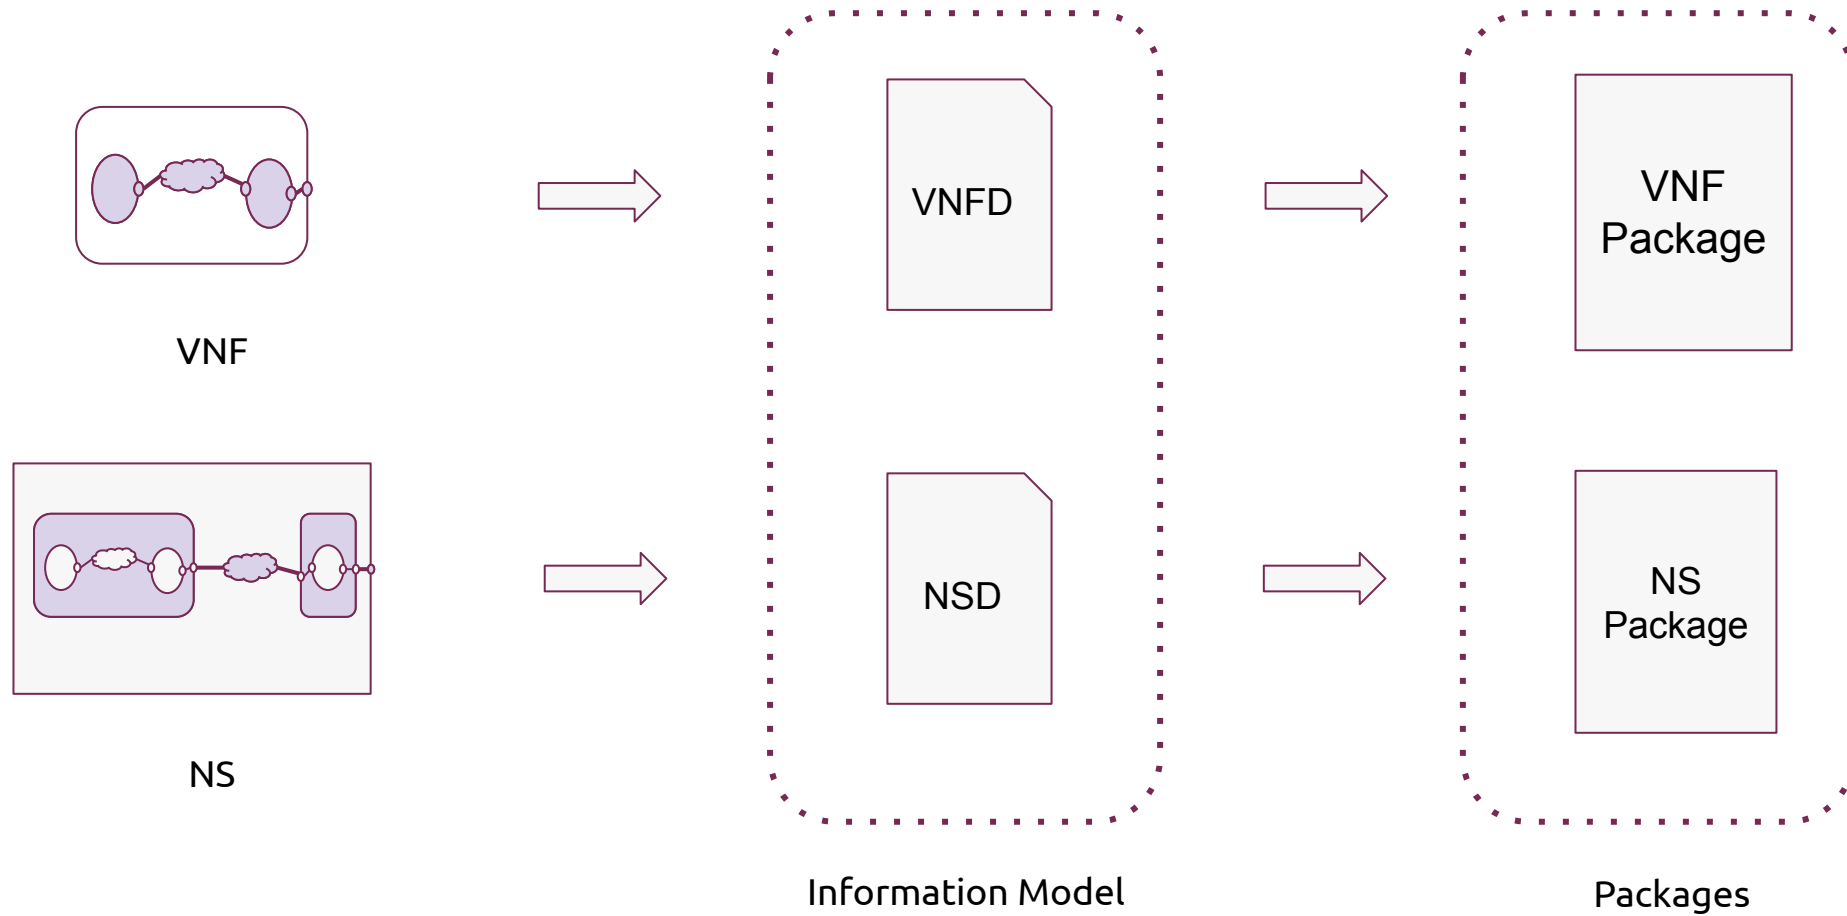 VNFD
VNF
Package
VNF
NSD
NS
Package
NS
Information Model
Packages